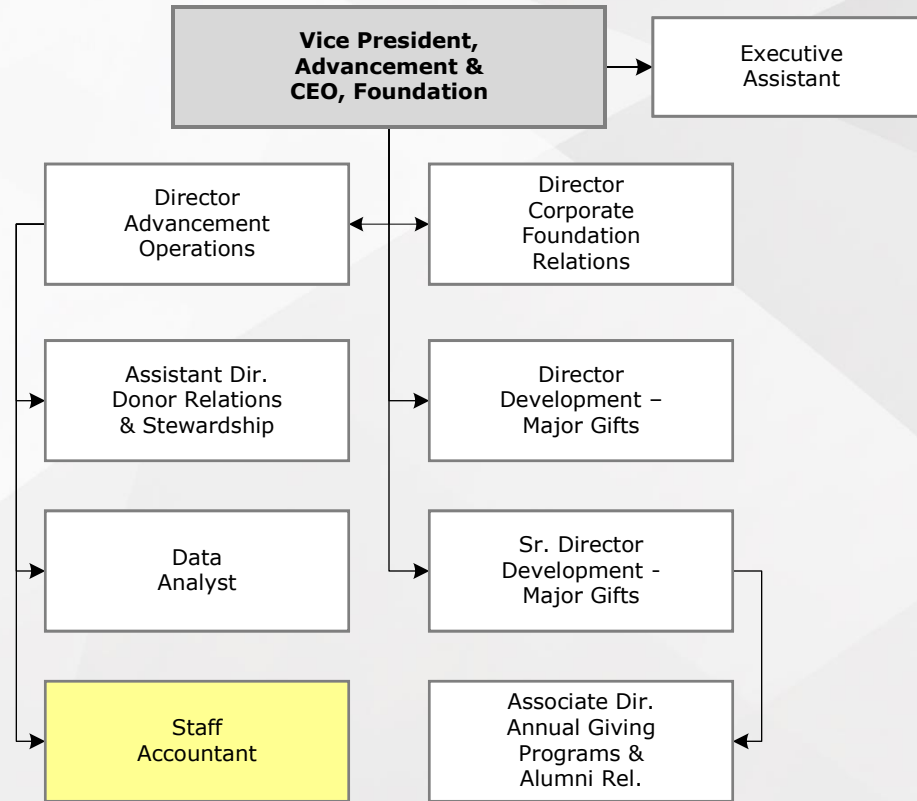 Vice President,
Advancement &
CEO, Foundation
Executive
Assistant
Director
Advancement
Operations
Director
Corporate
Foundation
Relations
Assistant Dir.
Donor Relations
& Stewardship
Director
Development –
Major Gifts
Data
Analyst
Sr. Director
Development -
Major Gifts
Staff
Accountant
Associate Dir.
Annual Giving
Programs &
Alumni Rel.